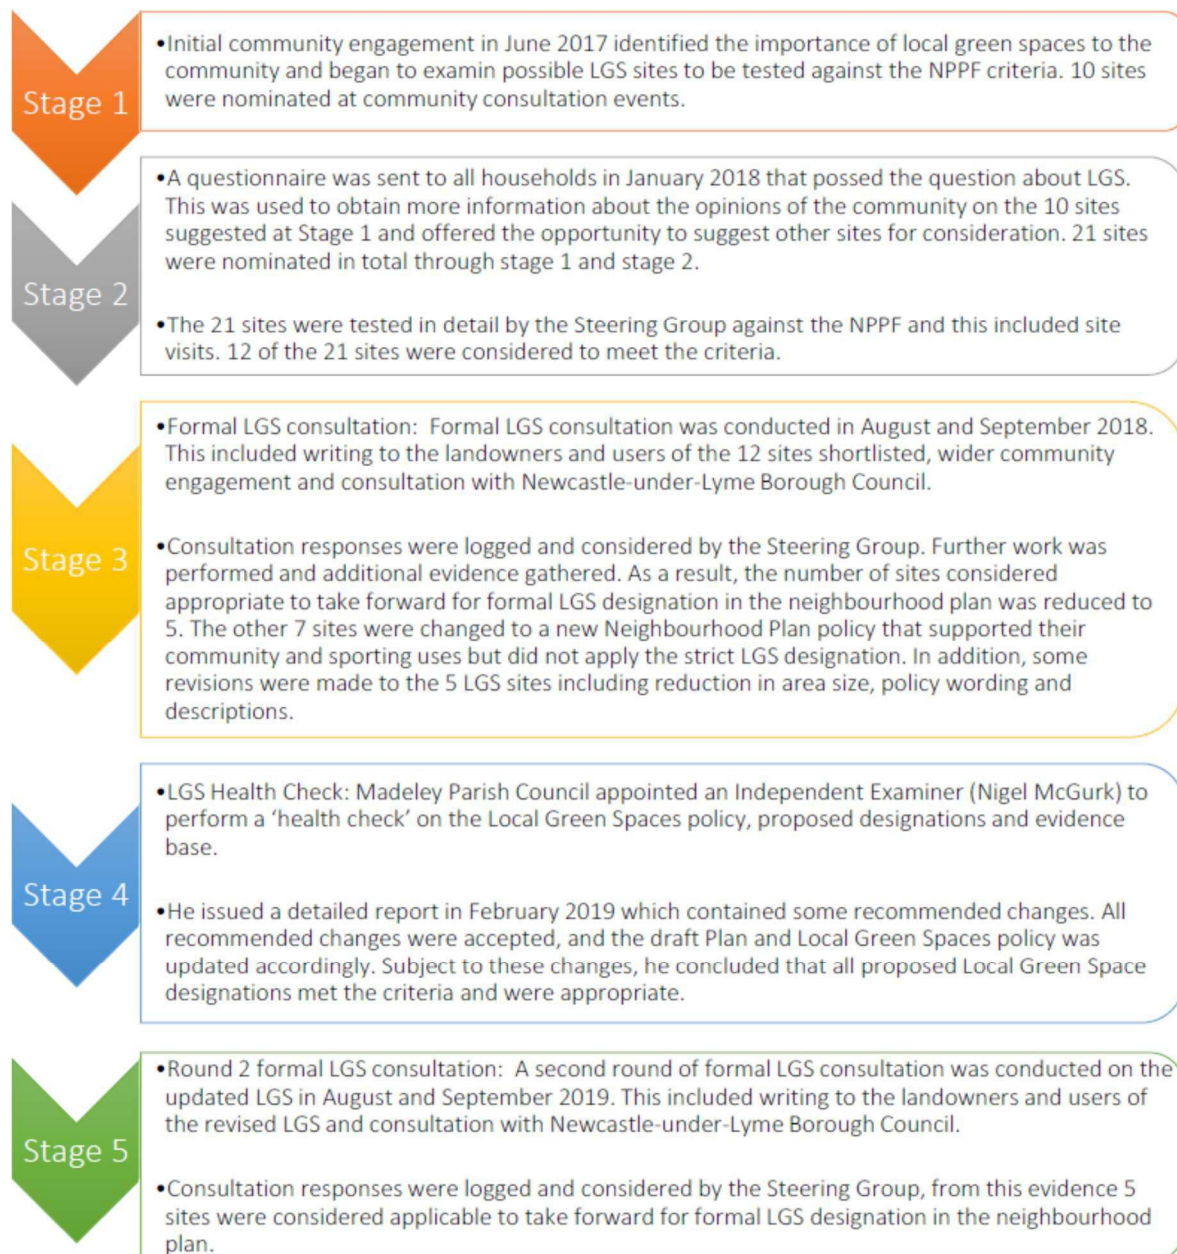 Stage 1
•Initial community engagement in June 2017 identified the importance of local green spaces to the
community and began to examin possible LGS sites to be tested against the NPPF criteria. 10 sites
were nominated at community consultation events.
Stage 2
•A questionnaire was sent to all households in January 2018 that possed the question about LGS.
This was used to obtain more information about the opinions of the community on the 10 sites
suggested at Stage 1 and offered the opportunity to suggest other sites for consideration. 21 sites
were nominated in total through stage 1 and stage 2.
•The 21 sites were tested in detail by the Steering Group against the NPPF and this included site
visits. 12 of the 21 sites were considered to meet the criteria.
Stage 3
•Formal LGS consultation:  Formal LGS consultation was conducted in August and September 2018.
This included writing to the landowners and users of the 12 sites shortlisted, wider community
engagement and consultation with Newcastle-under-Lyme Borough Council.
•Consultation responses were logged and considered by the Steering Group. Further work was
performed and additional evidence gathered. As a result, the number of sites considered
appropriate to take forward for formal LGS designation in the neighbourhood plan was reduced to
5. The other 7 sites were changed to a new Neighbourhood Plan policy that supported their
community and sporting uses but did not apply the strict LGS designation. In addition, some
revisions were made to the 5 LGS sites including reduction in area size, policy wording and
descriptions.
Stage 4
•LGS Health Check: Madeley Parish Council appointed an Independent Examiner (Nigel McGurk) to
perform a ‘health check’ on the Local Green Spaces policy, proposed designations and evidence
base.
•He issued a detailed report in February 2019 which contained some recommended changes. All
recommended changes were accepted, and the draft Plan and Local Green Spaces policy was
updated accordingly. Subject to these changes, he concluded that all proposed Local Green Space
designations met the criteria and were appropriate.
Stage 5
•Round 2 formal LGS consultation:  A second round of formal LGS consultation was conducted on the
updated LGS in August and September 2019. This included writing to the landowners and users of
the revised LGS and consultation with Newcastle-under-Lyme Borough Council.
•Consultation responses were logged and considered by the Steering Group, from this evidence 5
sites were considered applicable to take forward for formal LGS designation in the neighbourhood
plan.